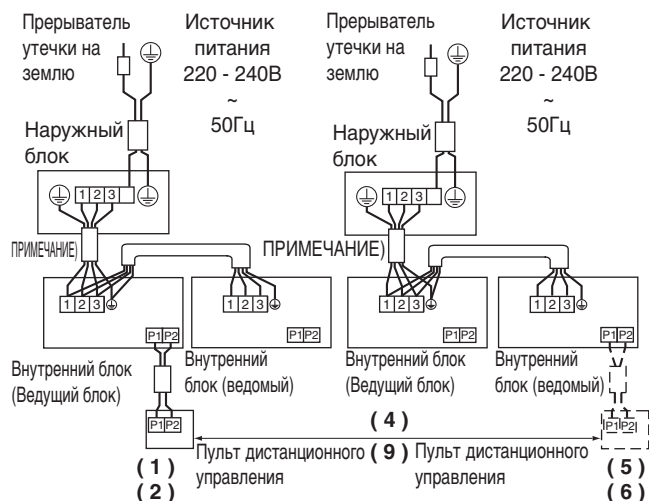 Прерыватель утечки на землю
Источник питания 220 - 240В ~ 50Гц
Прерыватель утечки на землю
Источник питания 220 - 240В ~ 50Гц
Наружный блок
Наружный блок
1 2 3
1 2 3
ПРИМЕЧАНИЕ)
ПРИМЕЧАНИЕ)
1 2 3
1 2 3
1 2 3
1 2 3
P1 P2
P1 P2
P1 P2
P1 P2
Внутренний блок (Ведущий блок)
Внутренний блок (ведомый)
Внутренний блок (Ведущий блок)
Внутренний блок (ведомый)
P1 P2
P1 P2
( 4 )
( 9 )
Пульт дистанционного управления
Пульт дистанционного управления
( 1 )
( 2 )
( 5 )
( 6 )